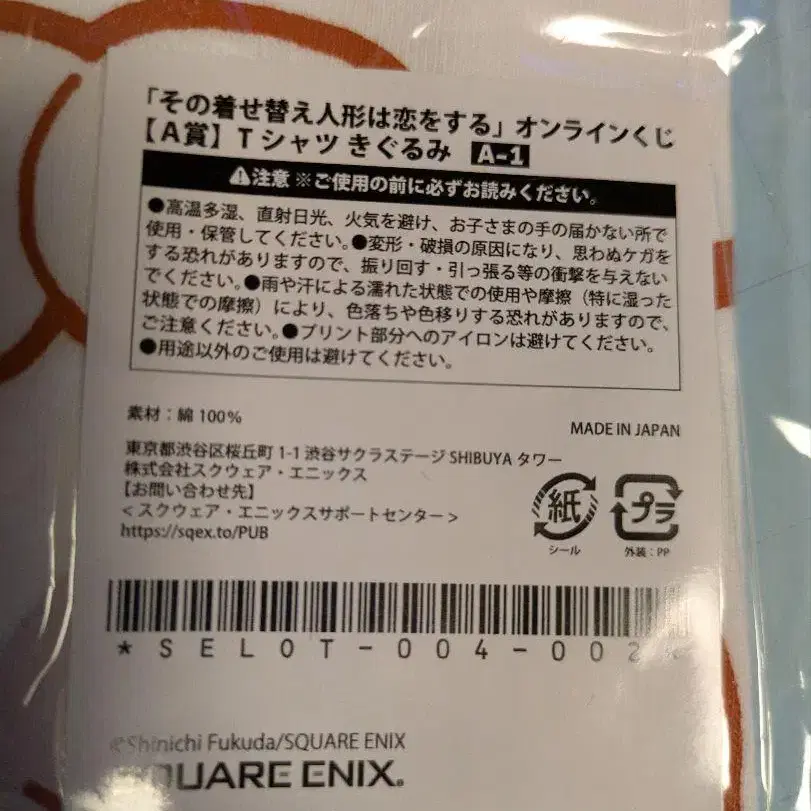 「その着せ替え人形は恋をする」オンラインくじ
【A賞】Tシャツ きぐるみ A-1
注意 ※ご使用の前に必ずお読みください。
●高温多湿、直射日光、火気を避け、お子さまの手の届かない所で
使用・保管してください。●変形・破損の原因になり、思わぬケガを
する恐れがありますので、振り回す・引っ張る等の衝撃を与えない
でください。●雨や汗による濡れた状態での使用や摩擦（特に湿った
状態での摩擦）により、色落ちや色移りする恐れがありますので、
ご注意ください。●プリント部分へのアイロンは避けてください。
●用途以外のご使用は避けてください。
素材：綿 100%
MADE IN JAPAN
東京都渋谷区桜丘町 1-1 渋谷サクラステージ SHIBUYA タワー
株式会社スクウェア・エニックス
【お問い合わせ先】
＜スクウェア・エニックスサポートセンター＞
https://sqex.to/PUB
紙
シール
プラ
外装：PP
*SELOT-004-002
©Shinichi Fukuda/SQUARE ENIX
SQUARE ENIX.